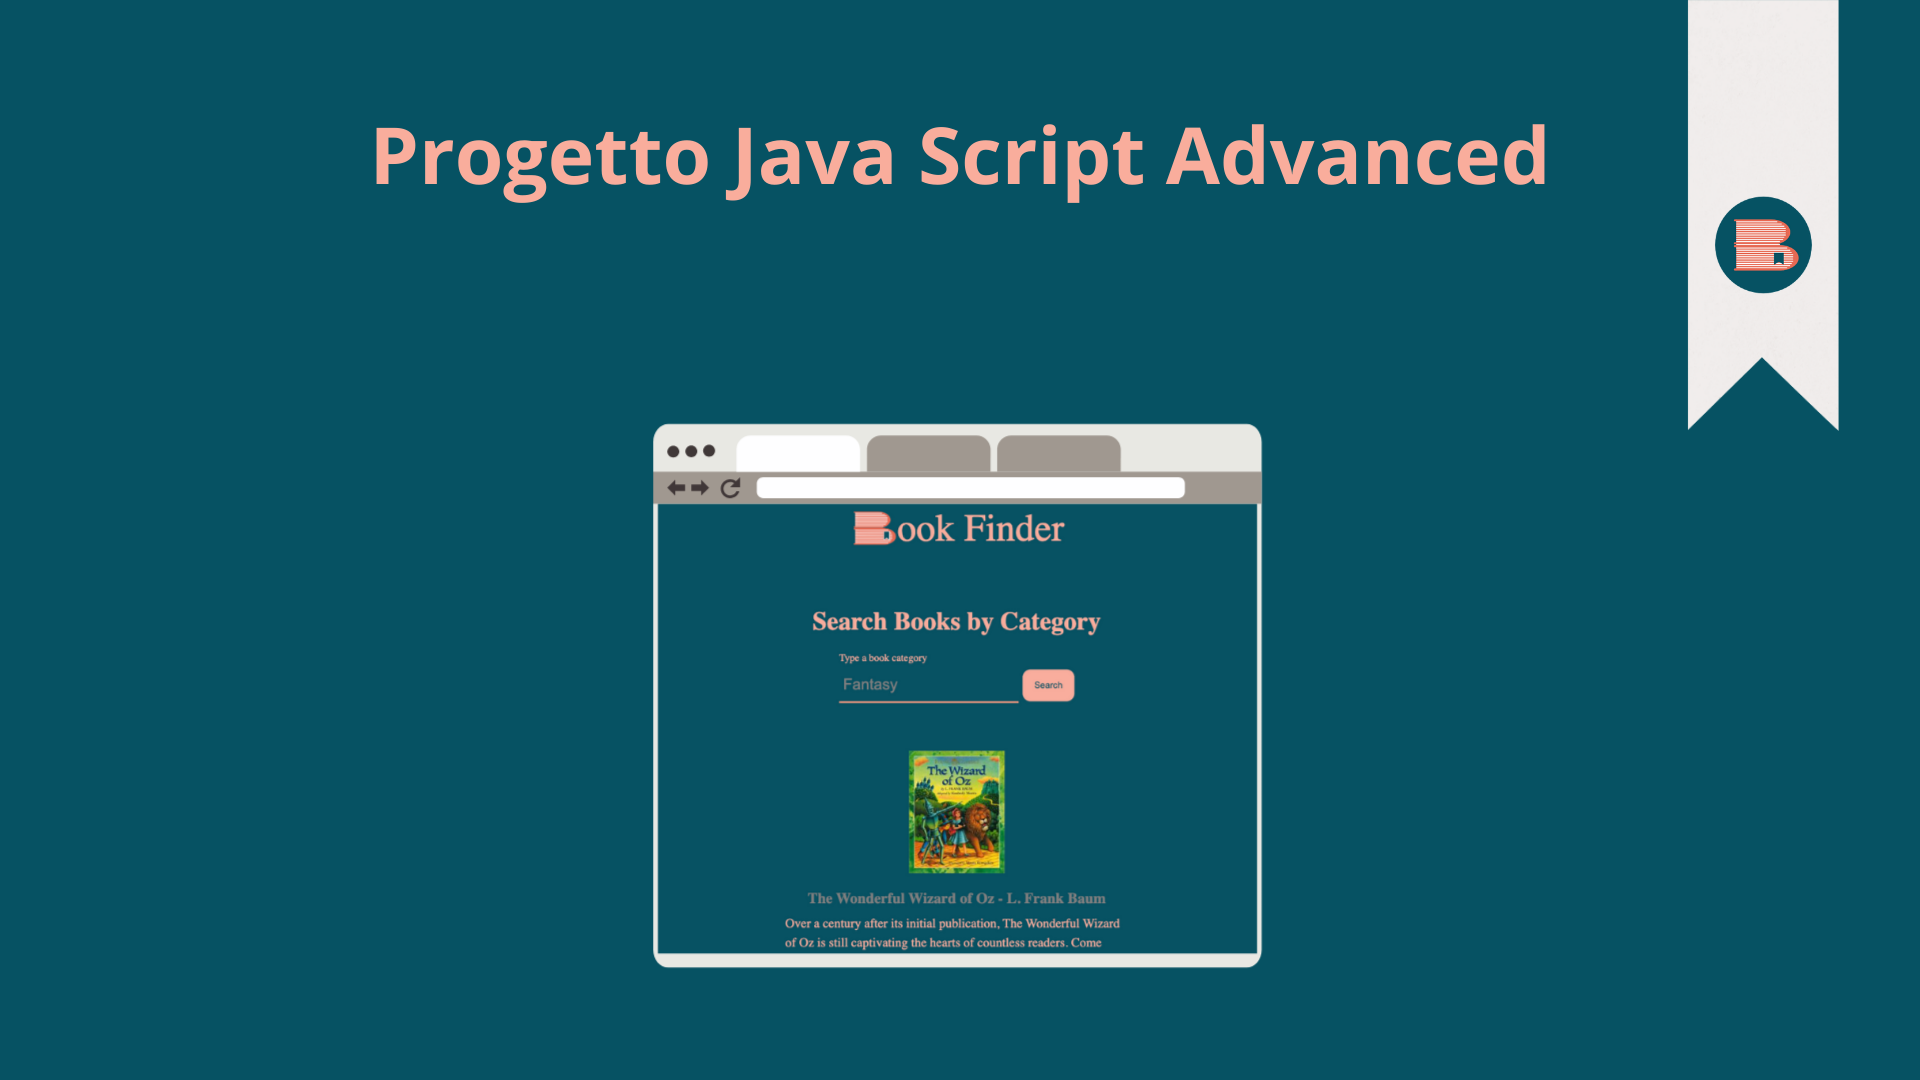 Progetto Java Script Advanced
Book Finder
Search Books by Category
Type a book category
Fantasy
Search
The Wizard
of Oz
The Wonderful Wizard of Oz - L. Frank Baum
Over a century after its initial publication, The Wonderful Wizard
of Oz is still captivating the hearts of countless readers. Come